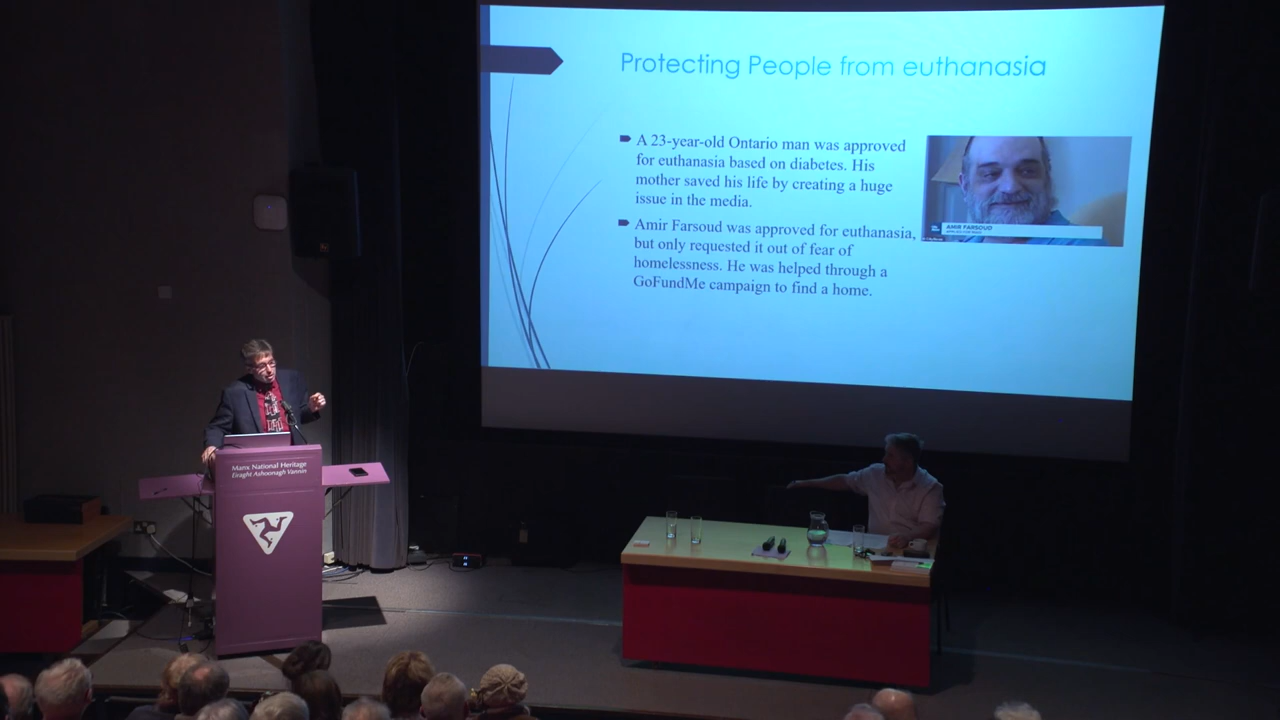 Protecting People from euthanasia
A 23-year-old Ontario man was approved
for euthanasia based on diabetes. His
mother saved his life by creating a huge
issue in the media.
Amir Farsoud was approved for euthanasia,
but only requested it out of fear of
homelessness. He was helped through a
GoFundMe campaign to find a home.
AMIR FARSOUD
Manx National Heritage
Eiraght Ashoonagh Vannin